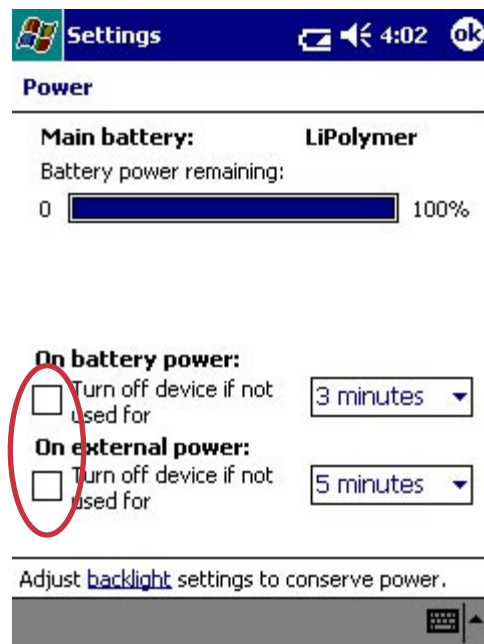 Settings 4:02 ok
Power
Main battery: LiPolymer
Battery power remaining:
0 100%
On battery power:
Turn off device if not
used for
3 minutes
On external power:
Turn off device if not
used for
5 minutes
Adjust backlight settings to conserve power.